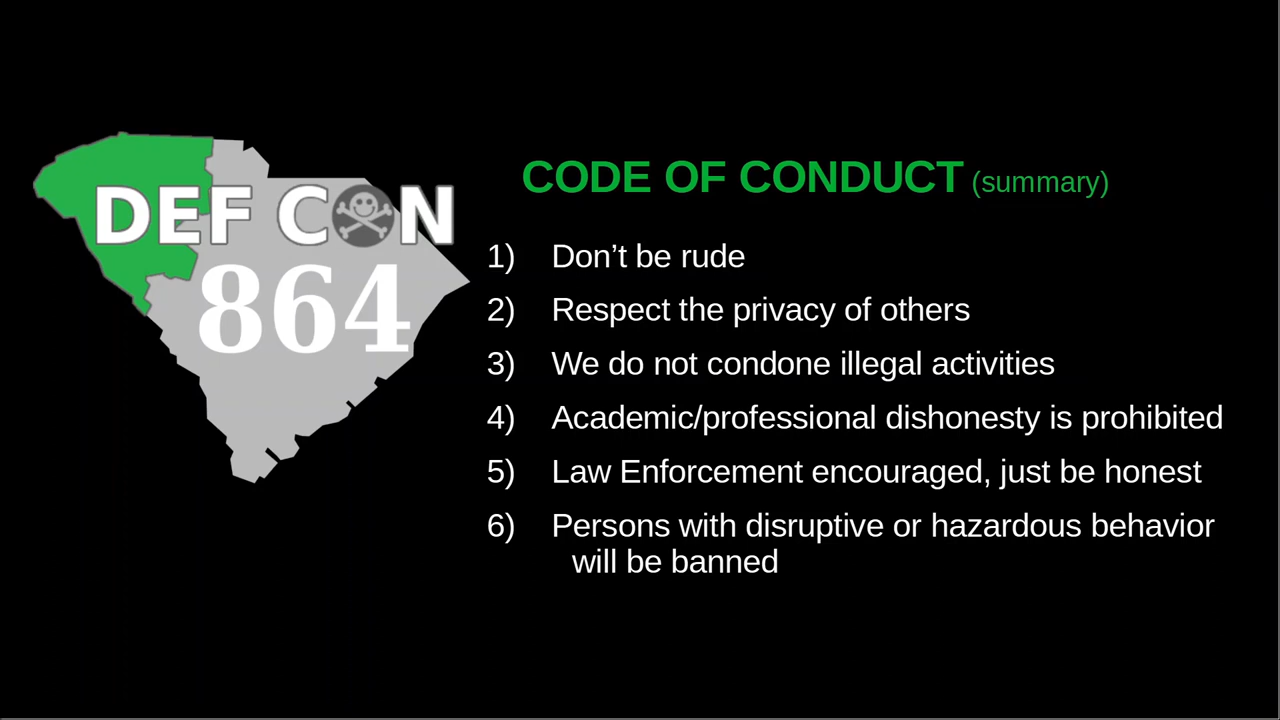 DEF CON
864
CODE OF CONDUCT (summary)
1) Don’t be rude
2) Respect the privacy of others
3) We do not condone illegal activities
4) Academic/professional dishonesty is prohibited
5) Law Enforcement encouraged, just be honest
6) Persons with disruptive or hazardous behavior
will be banned